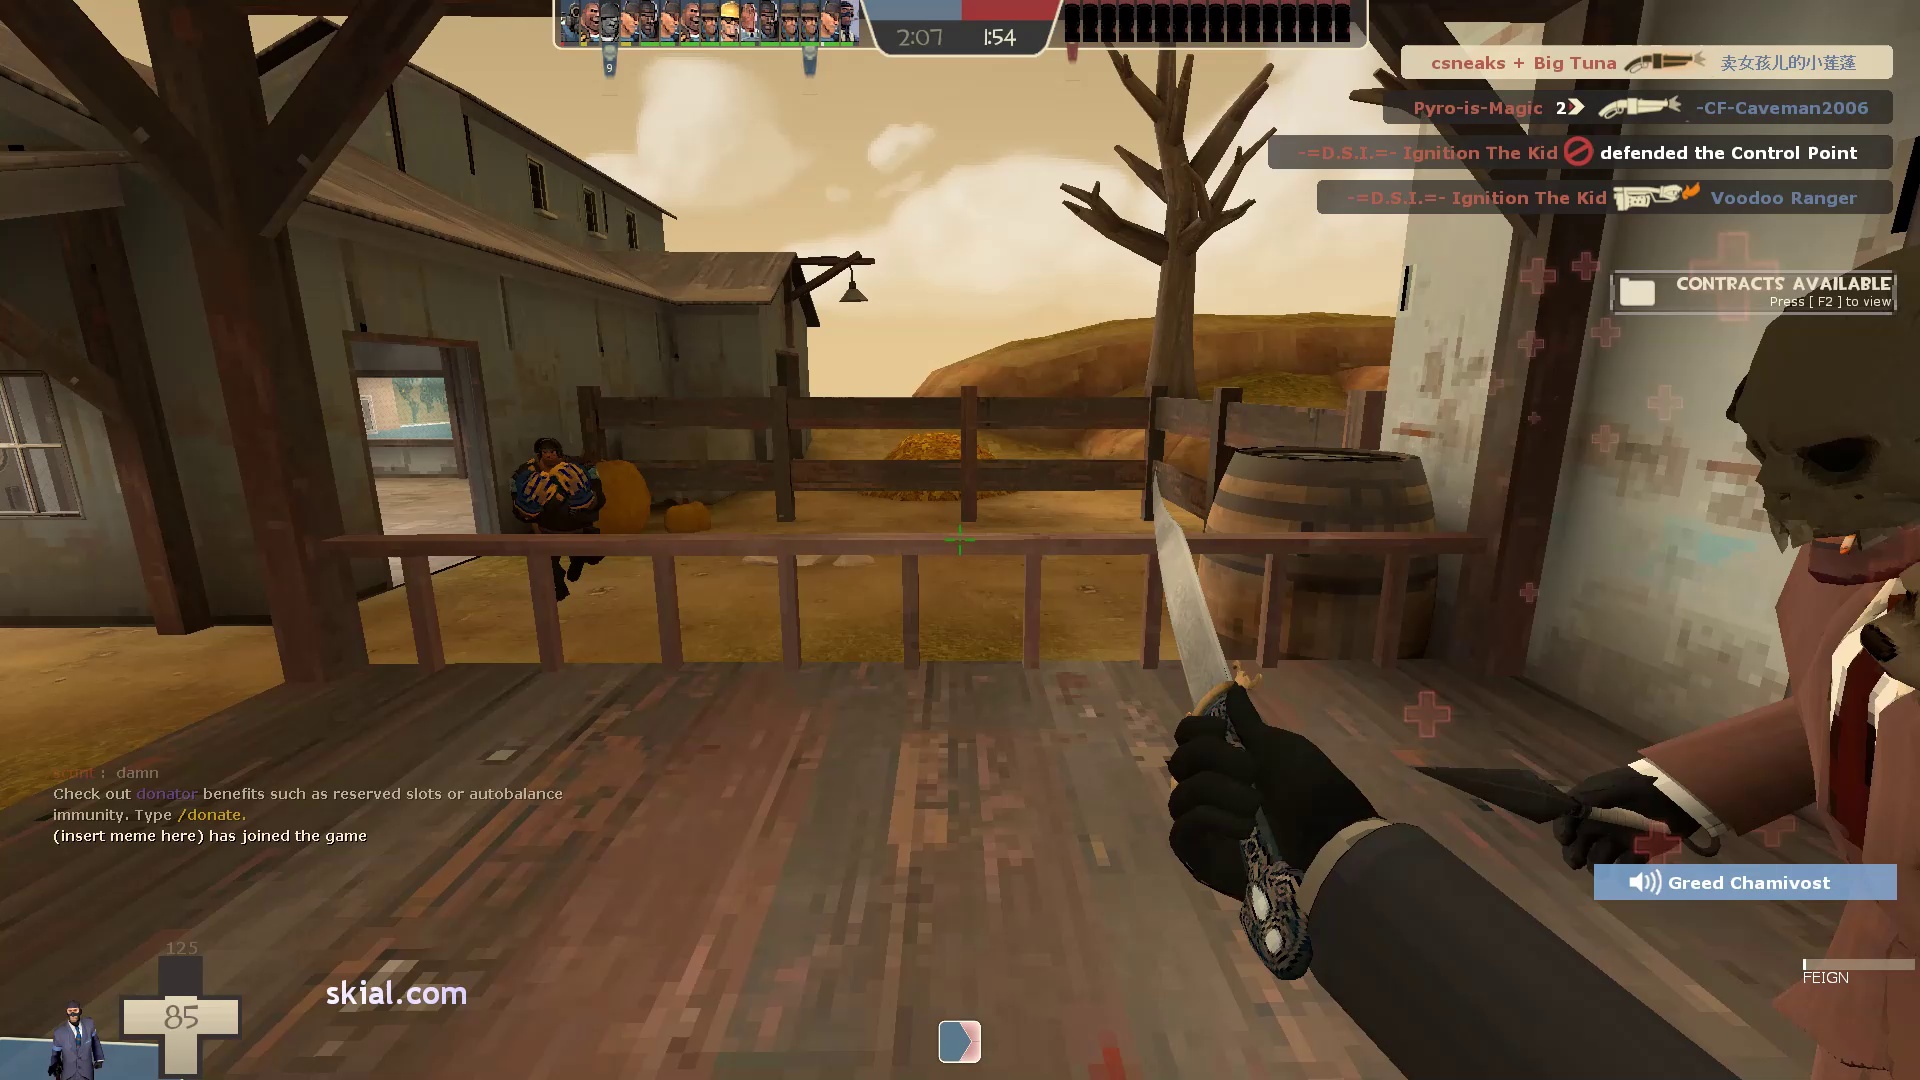 2:07 1:54
9
csneaks + Big Tuna 卖女孩儿的小莲蓬
Pyro-is-Magic 2 -CF-Caveman2006
-=D.S.I.=- Ignition The Kid defended the Control Point
-=D.S.I.=- Ignition The Kid Voodoo Ranger
CONTRACTS AVAILABLE
Press [ F2 ] to view
: damn
Check out donator benefits such as reserved slots or autobalance
immunity. Type /donate.
(insert meme here) has joined the game
Greed Chamivost
125
85
skial.com
FEIGN